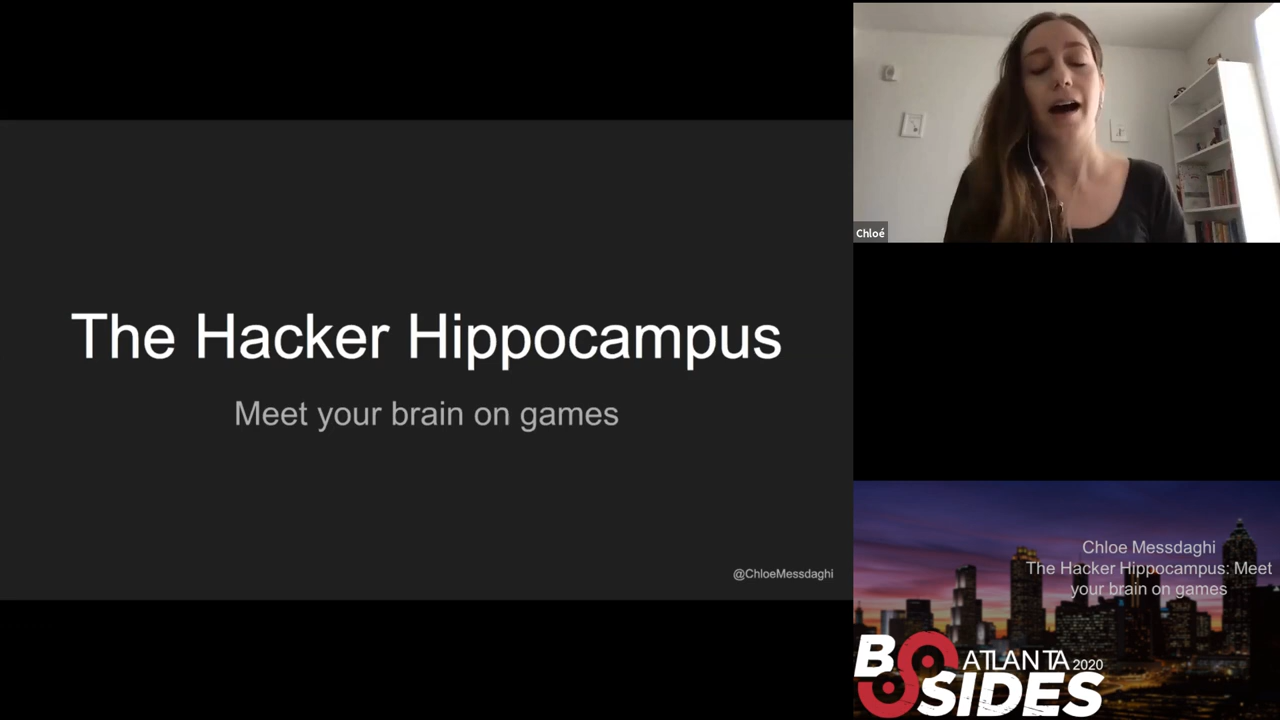 The Hacker Hippocampus
Meet your brain on games
@ChloeMessdaghi
Chloé
Chloe Messdaghi
The Hacker Hippocampus: Meet
your brain on games
BSIDES
ATLANTA 2020